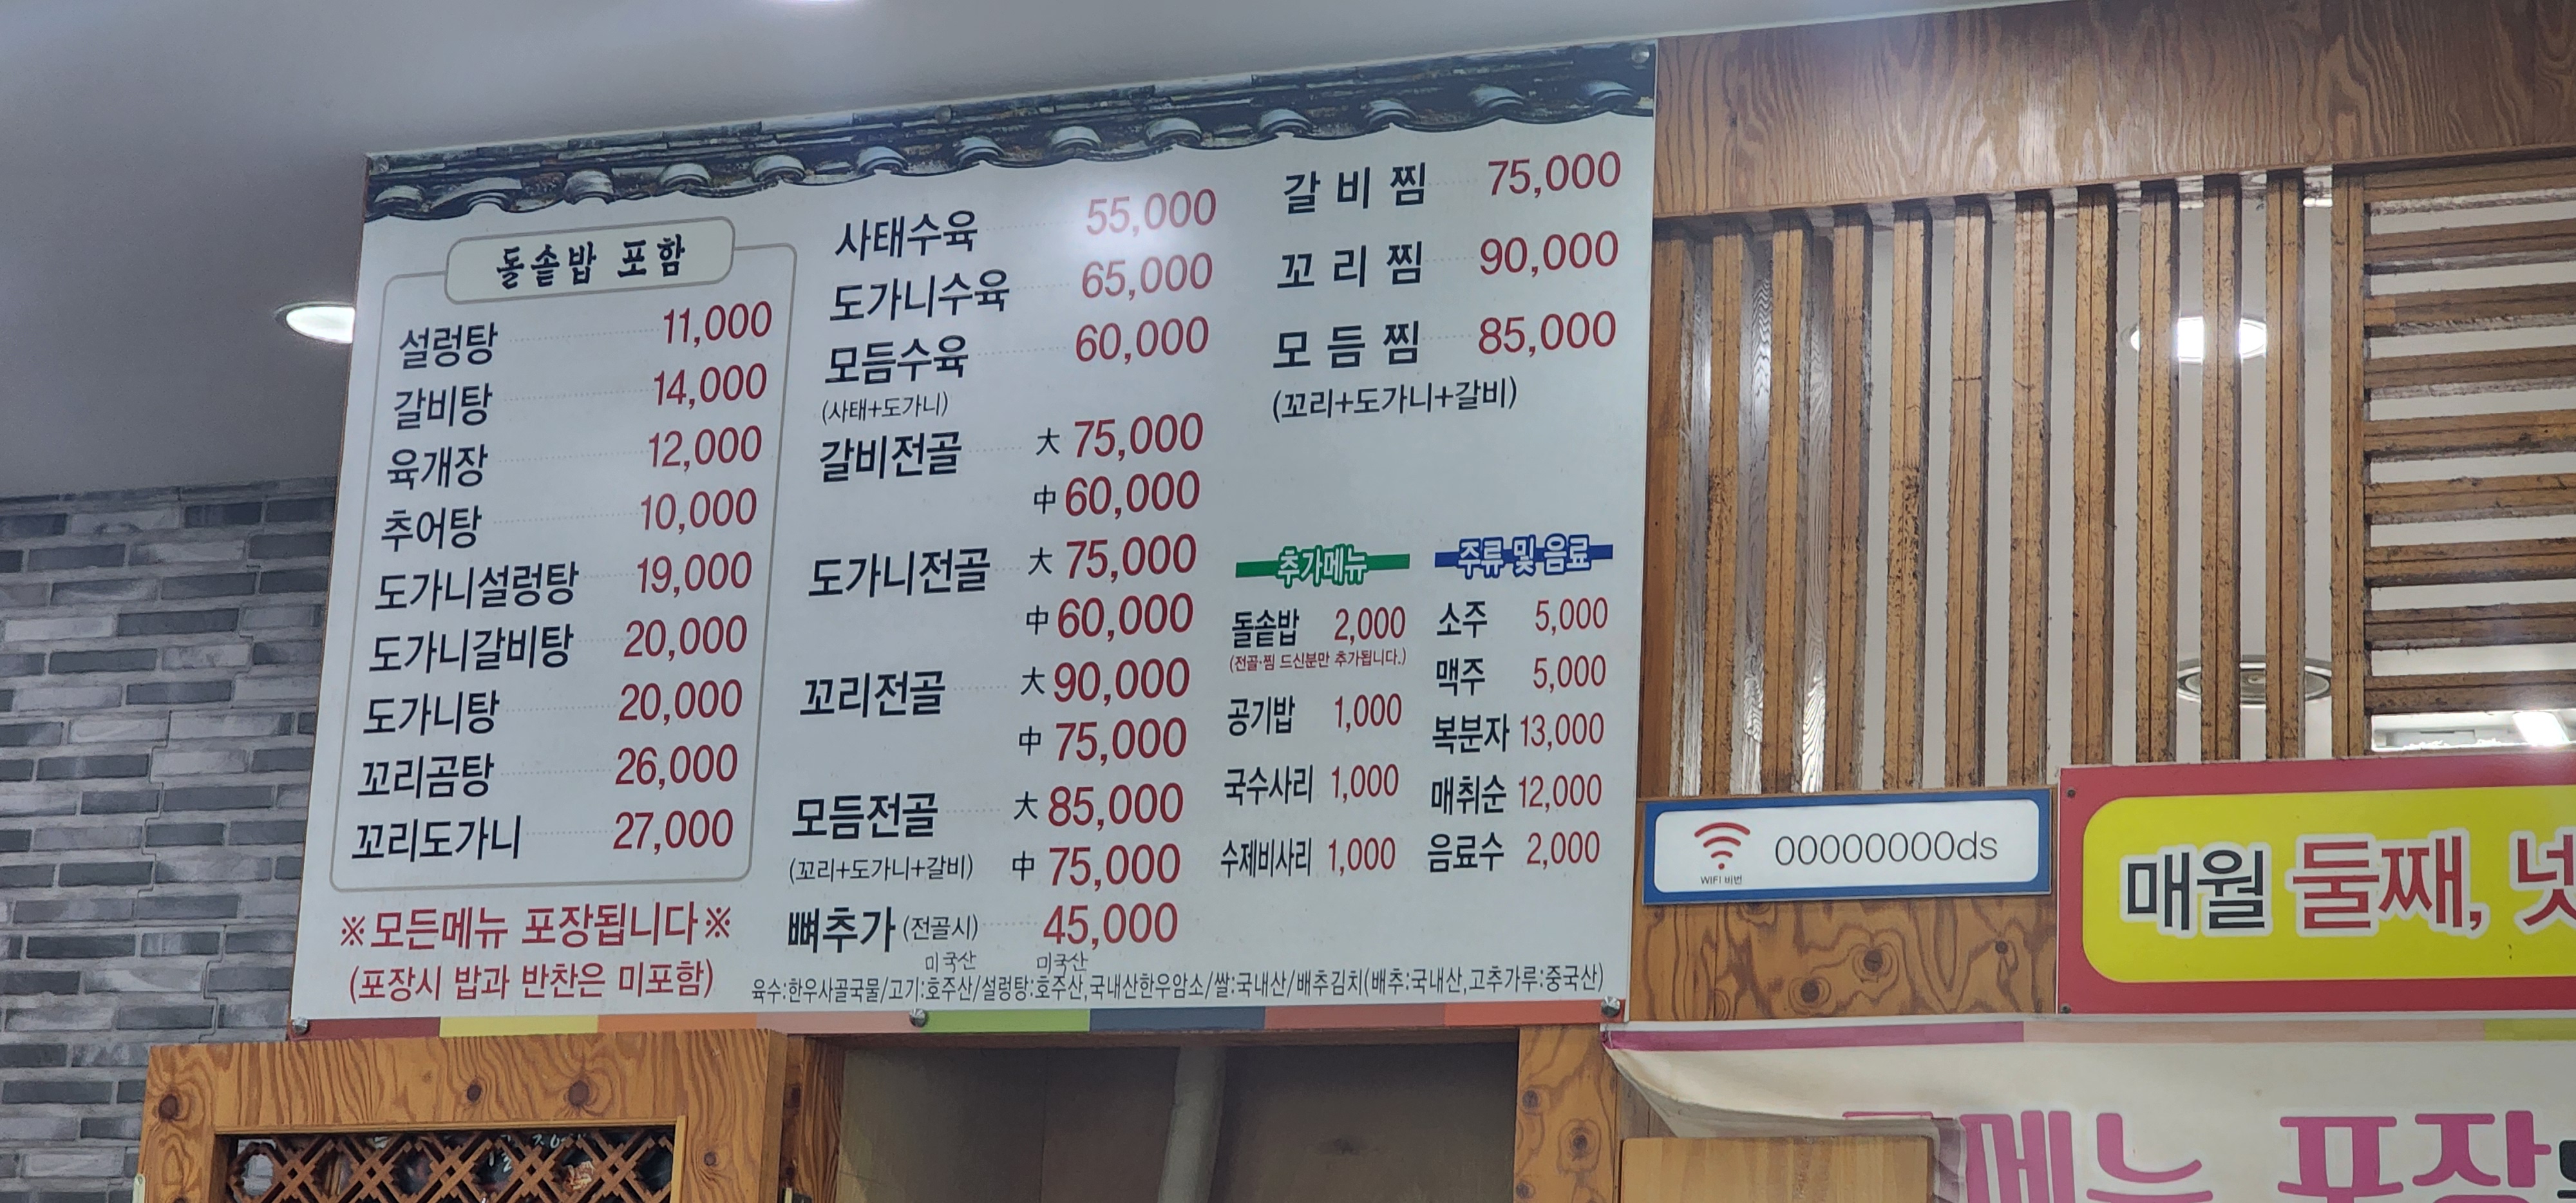 돌솥밥 포함
설렁탕 11,000
갈비탕 14,000
육개장 12,000
추어탕 10,000
도가니설렁탕 19,000
도가니갈비탕 20,000
도가니탕 20,000
꼬리곰탕 26,000
꼬리도가니 27,000
※모든메뉴 포장됩니다※
(포장시 밥과 반찬은 미포함)
사태수육 55,000
도가니수육 65,000
모듬수육 60,000
(사태+도가니)
갈비전골 大 75,000
中 60,000
도가니전골 大 75,000
中 60,000
꼬리전골 大 90,000
中 75,000
모듬전골 大 85,000
(꼬리+도가니+갈비) 中 75,000
뼈추가 (전골시) 45,000
갈비찜 75,000
꼬리찜 90,000
모듬찜 85,000
(꼬리+도가니+갈비)
추가메뉴
돌솥밥 2,000
(전골·찜 드신분만 추가됩니다.)
공기밥 1,000
국수사리 1,000
수제비사리 1,000
주류 및 음료
소주 5,000
맥주 5,000
복분자 13,000
매취순 12,000
음료수 2,000
미국산 미국산
육수:한우사골국물/고기:호주산/설렁탕:호주산,국내산한우암소/쌀:국내산/배추김치(배추:국내산,고추가루:중국산)
00000000ds
WIFI 비번
매월 둘째, 넷
메뉴 포장